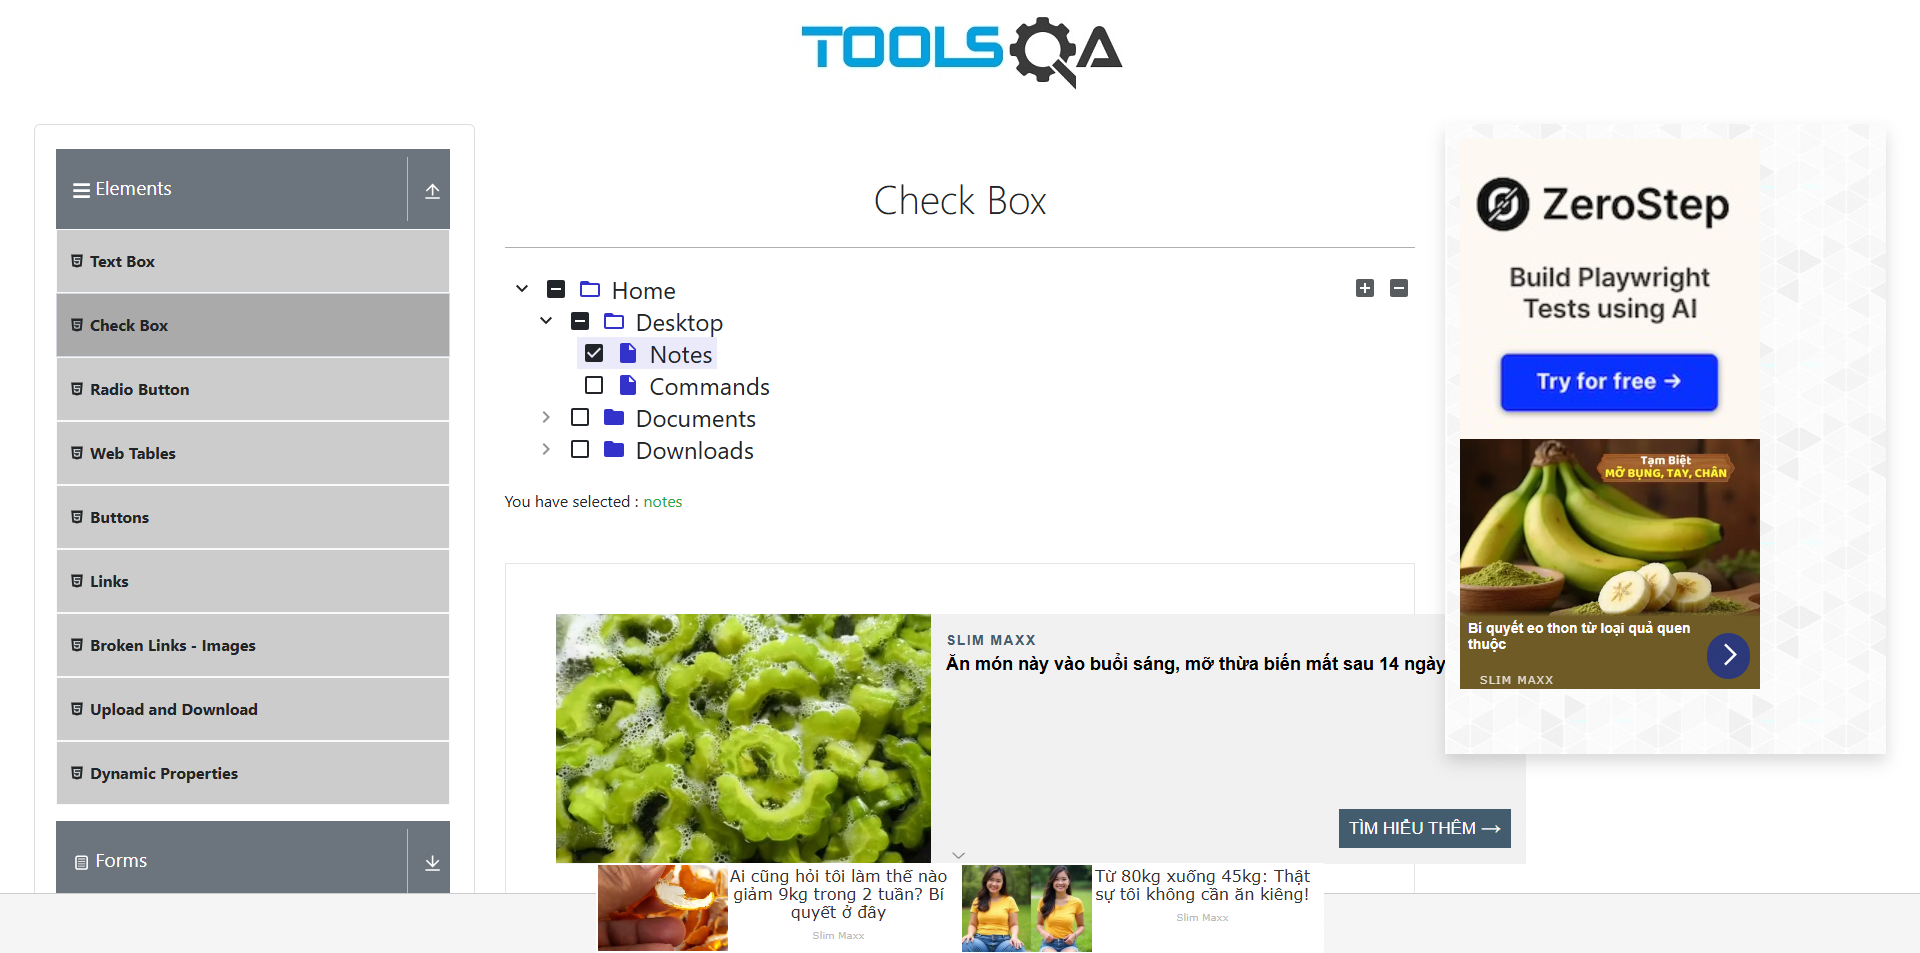 TOOLSQA
Elements
Text Box
Check Box
Radio Button
Web Tables
Buttons
Links
Broken Links - Images
Upload and Download
Dynamic Properties
Forms
Check Box
Home
Desktop
Notes
Commands
Documents
Downloads
You have selected : notes
SLIM MAXX
Ăn món này vào buổi sáng, mỡ thừa biến mất sau 14 ngày
TÌM HIỂU THÊM →
Ai cũng hỏi tôi làm thế nào
giảm 9kg trong 2 tuần? Bí
quyết ở đây
Slim Maxx
Từ 80kg xuống 45kg: Thật
sự tôi không cần ăn kiêng!
Slim Maxx
ZeroStep
Build Playwright
Tests using AI
Try for free →
Tạm Biệt
MỠ BỤNG, TAY, CHÂN
Bí quyết eo thon từ loại quả quen
thuộc
SLIM MAXX